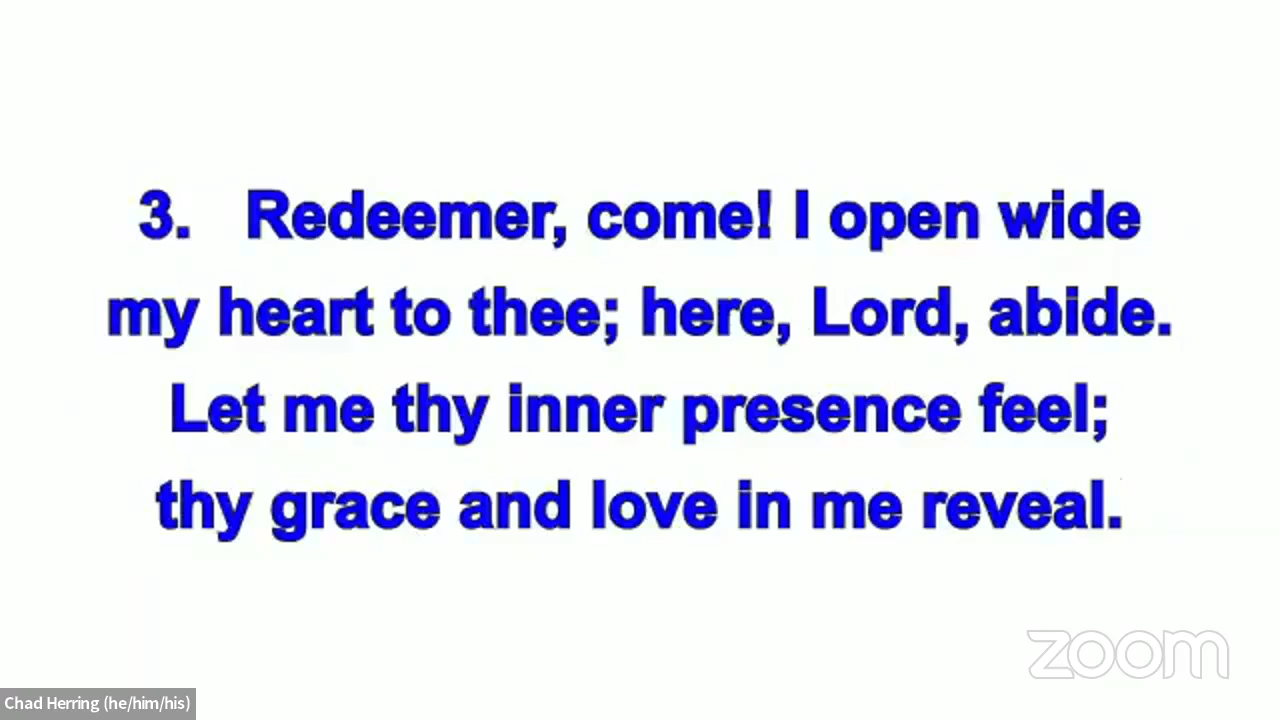 3. Redeemer, come! I open wide
my heart to thee; here, Lord, abide.
Let me thy inner presence feel;
thy grace and love in me reveal.
zoom
Chad Herring (he/him/his)